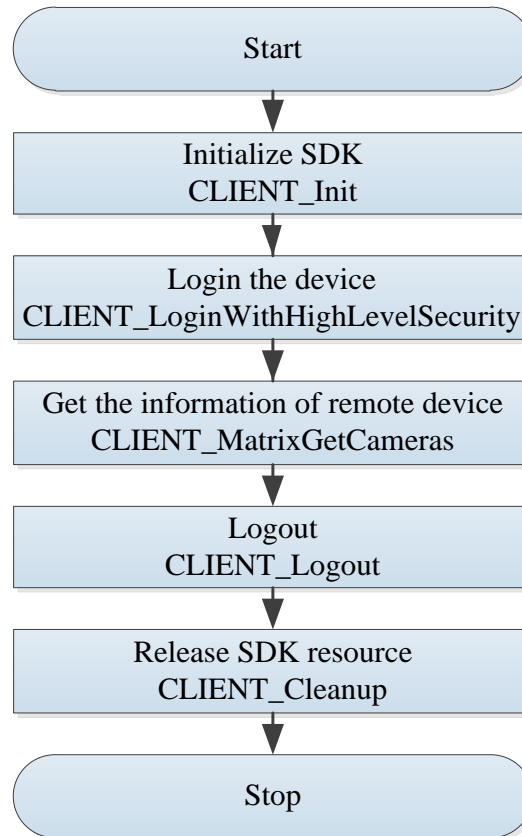 Start
Initialize SDK
CLIENT_Init
Login the device
CLIENT_LoginWithHighLevelSecurity
Get the information of remote device
CLIENT_MatrixGetCameras
Logout
CLIENT_Logout
Release SDK resource
CLIENT_Cleanup
Stop